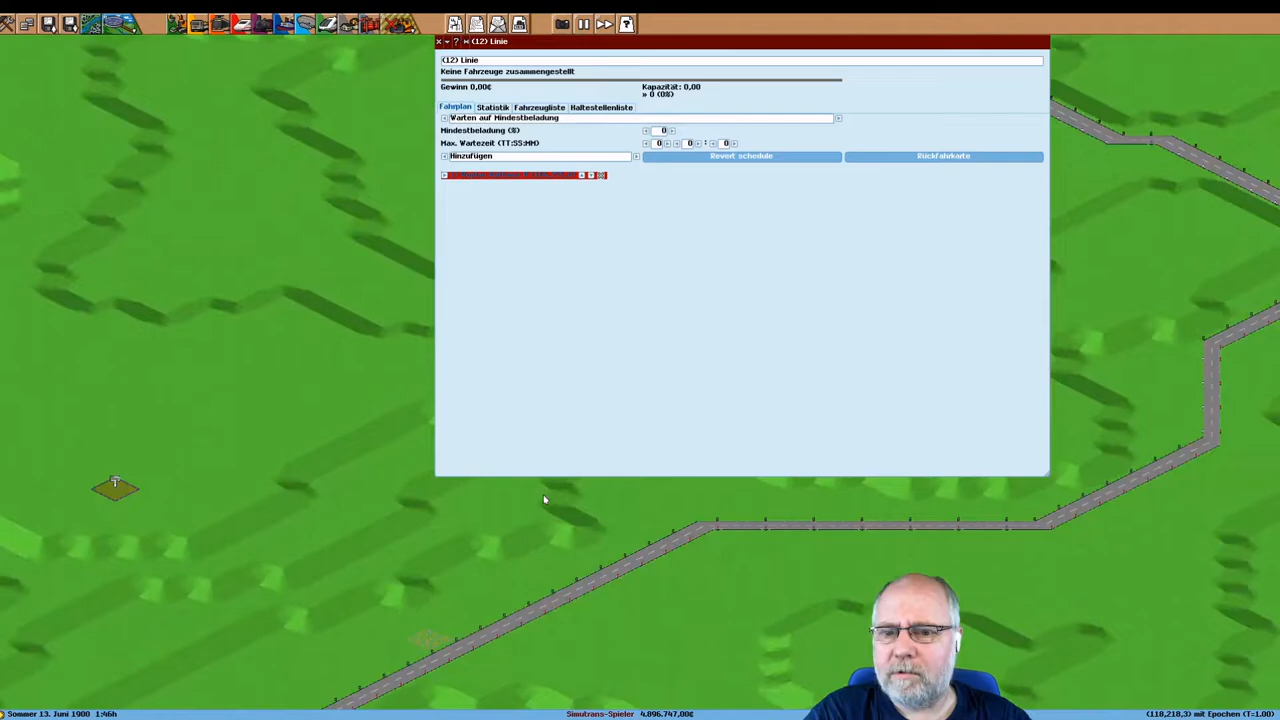 (12) Linie
(12) Linie
Keine Fahrzeuge zusammengestellt
Gewinn 0,00¢ Kapazität: 0,00
» 0 (0%)
Fahrplan Statistik Fahrzeugliste Haltestellenliste
Warten auf Mindestbeladung
Mindestbeladung (%) 0
Max. Wartezeit (TT:SS:MM) 0 0 : 0
Hinzufügen Revert schedule Rückfahrkarte
Sommer 13. Juni 1900 1:46h Simutrans-Spieler 4.896.747,00¢ (118,218,3) mit Epochen (T=1.00)